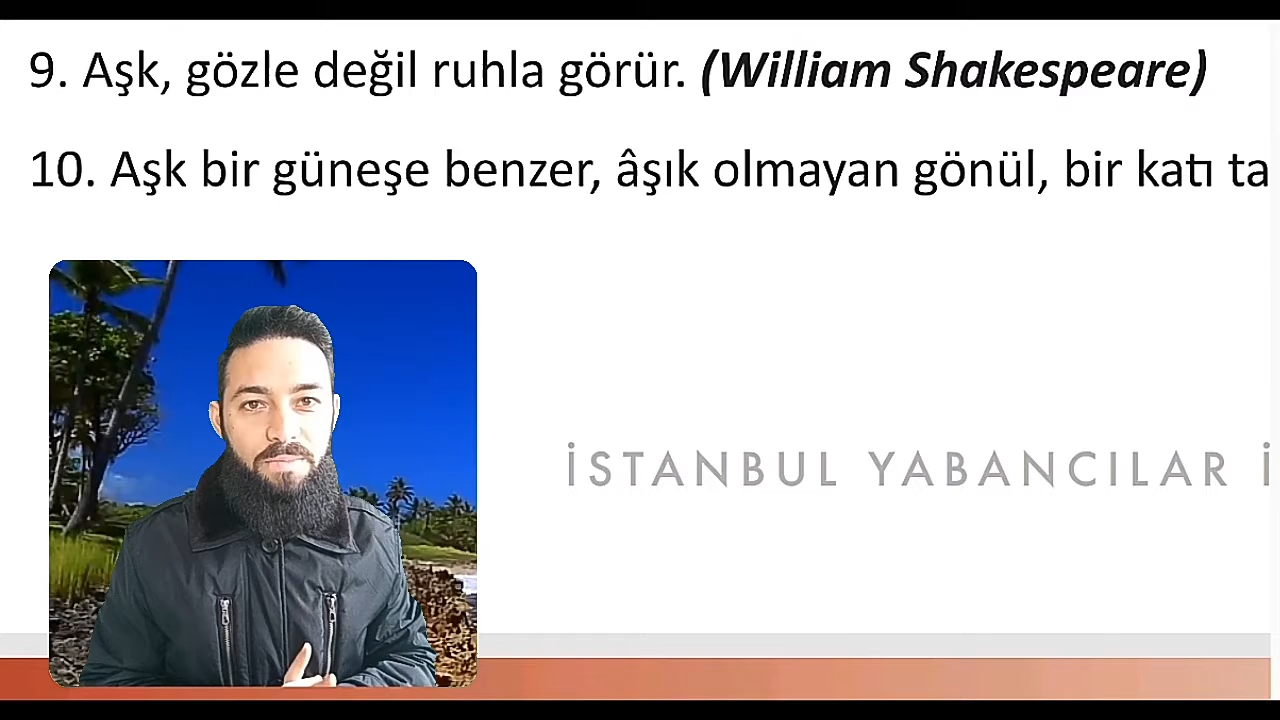 9. Aşk, gözle değil ruhla görür. (William Shakespeare)
10. Aşk bir güneşe benzer, âşık olmayan gönül, bir katı ta
İSTANBUL YABANCILAR İ